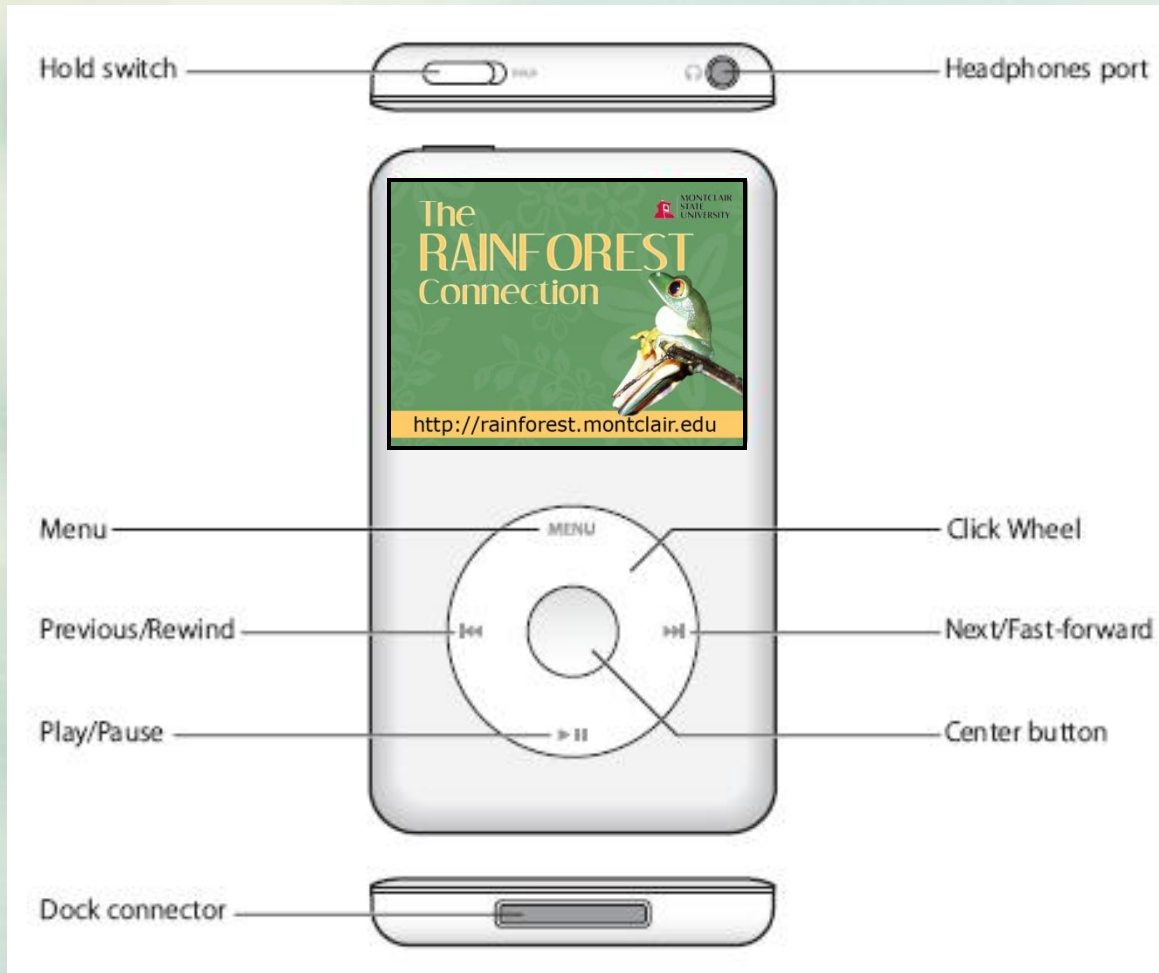 Hold switch
HOLD
Headphones port
The
RAINFOREST
Connection
MONTCLAIR
STATE
UNIVERSITY
http://rainforest.montclair.edu
Menu
MENU
Click Wheel
Previous/Rewind
Next/Fast-forward
Play/Pause
Center button
Dock connector